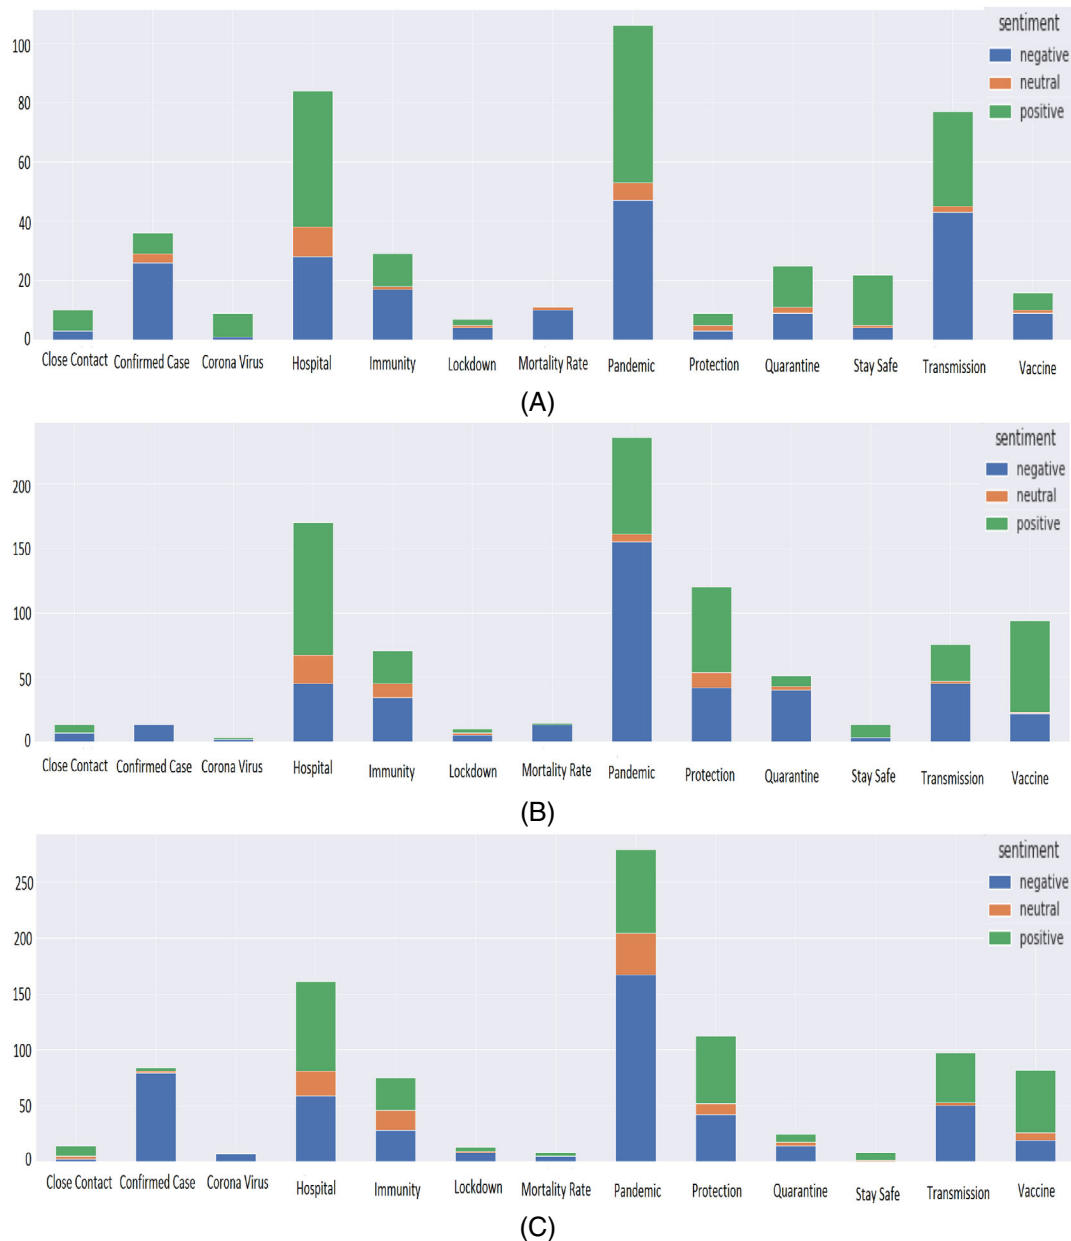 sentiment
negative
neutral
positive
100
80
60
40
20
0
Close Contact Confirmed Case Corona Virus Hospital Immunity Lockdown Mortality Rate Pandemic Protection Quarantine Stay Safe Transmission Vaccine
(A)
sentiment
negative
neutral
positive
200
150
100
50
0
Close Contact Confirmed Case Corona Virus Hospital Immunity Lockdown Mortality Rate Pandemic Protection Quarantine Stay Safe Transmission Vaccine
(B)
sentiment
negative
neutral
positive
250
200
150
100
50
0
Close Contact Confirmed Case Corona Virus Hospital Immunity Lockdown Mortality Rate Pandemic Protection Quarantine Stay Safe Transmission Vaccine
(C)